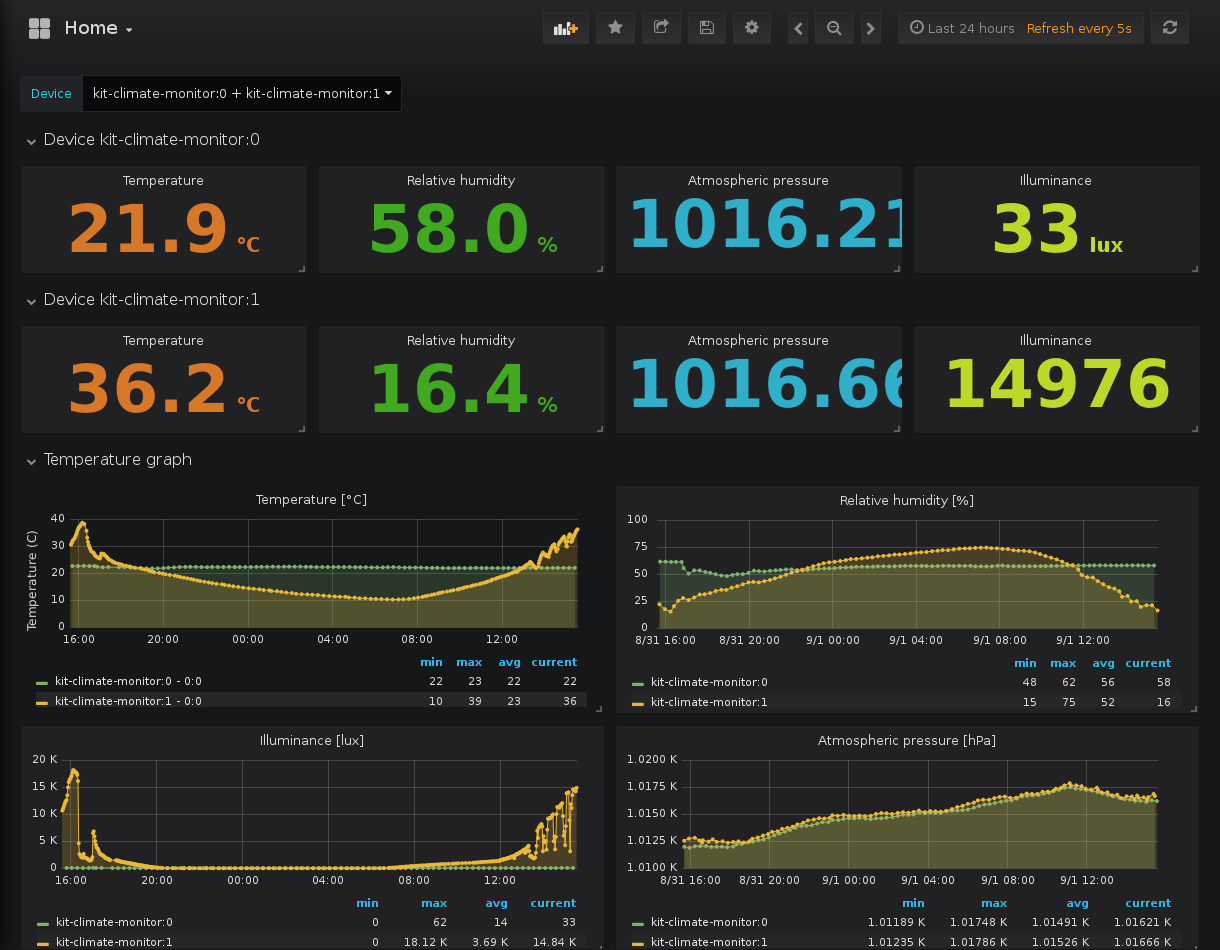 Home
Last 24 hours Refresh every 5s
Device kit-climate-monitor:0 + kit-climate-monitor:1
Device kit-climate-monitor:0
Temperature Relative humidity Atmospheric pressure Illuminance
21.9 °C 58.0 % 1016.21 33 lux
Device kit-climate-monitor:1
Temperature Relative humidity Atmospheric pressure Illuminance
36.2 °C 16.4 % 1016.66 14976
Temperature graph
Temperature [°C]
Temperature (C)
40
30
20
10
0
16:00 20:00 00:00 04:00 08:00 12:00
min max avg current
kit-climate-monitor:0 - 0:0 22 23 22 22
kit-climate-monitor:1 - 0:0 10 39 23 36
Relative humidity [%]
100
75
50
25
0
8/31 16:00 8/31 20:00 9/1 00:00 9/1 04:00 9/1 08:00 9/1 12:00
min max avg current
kit-climate-monitor:0 48 62 56 58
kit-climate-monitor:1 15 75 52 16
Illuminance [lux]
20 K
15 K
10 K
5 K
0
16:00 20:00 00:00 04:00 08:00 12:00
min max avg current
kit-climate-monitor:0 0 62 14 33
kit-climate-monitor:1 0 18.12 K 3.69 K 14.84 K
Atmospheric pressure [hPa]
1.0200 K
1.0175 K
1.0150 K
1.0125 K
1.0100 K
8/31 16:00 8/31 20:00 9/1 00:00 9/1 04:00 9/1 08:00 9/1 12:00
min max avg current
kit-climate-monitor:0 1.01189 K 1.01748 K 1.01491 K 1.01621 K
kit-climate-monitor:1 1.01235 K 1.01786 K 1.01526 K 1.01666 K